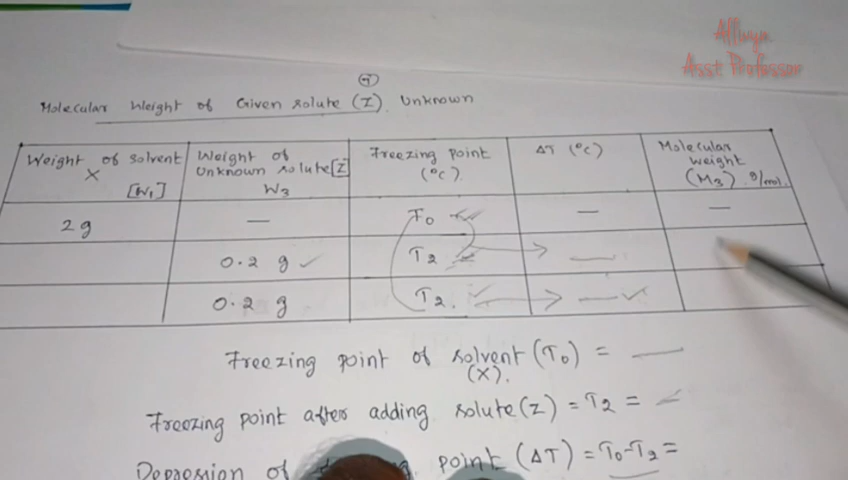 Alluya
Asst Professor
Molecular Weight of Given solute (Z) Unknown
Weight of solvent X [W₁]
Weight of Unknown solute [Z] W₃
Freezing point (°C)
ΔT (°C)
Molecular weight (M₃) g/mol.
2g — T₀ — —
0.2 g T₂ —
0.2 g T₂. —
Freezing point of solvent (T₀) = —
(X).
Freezing point after adding solute (Z) = T₂ =
Depression of point (ΔT) = T₀-T₂ =